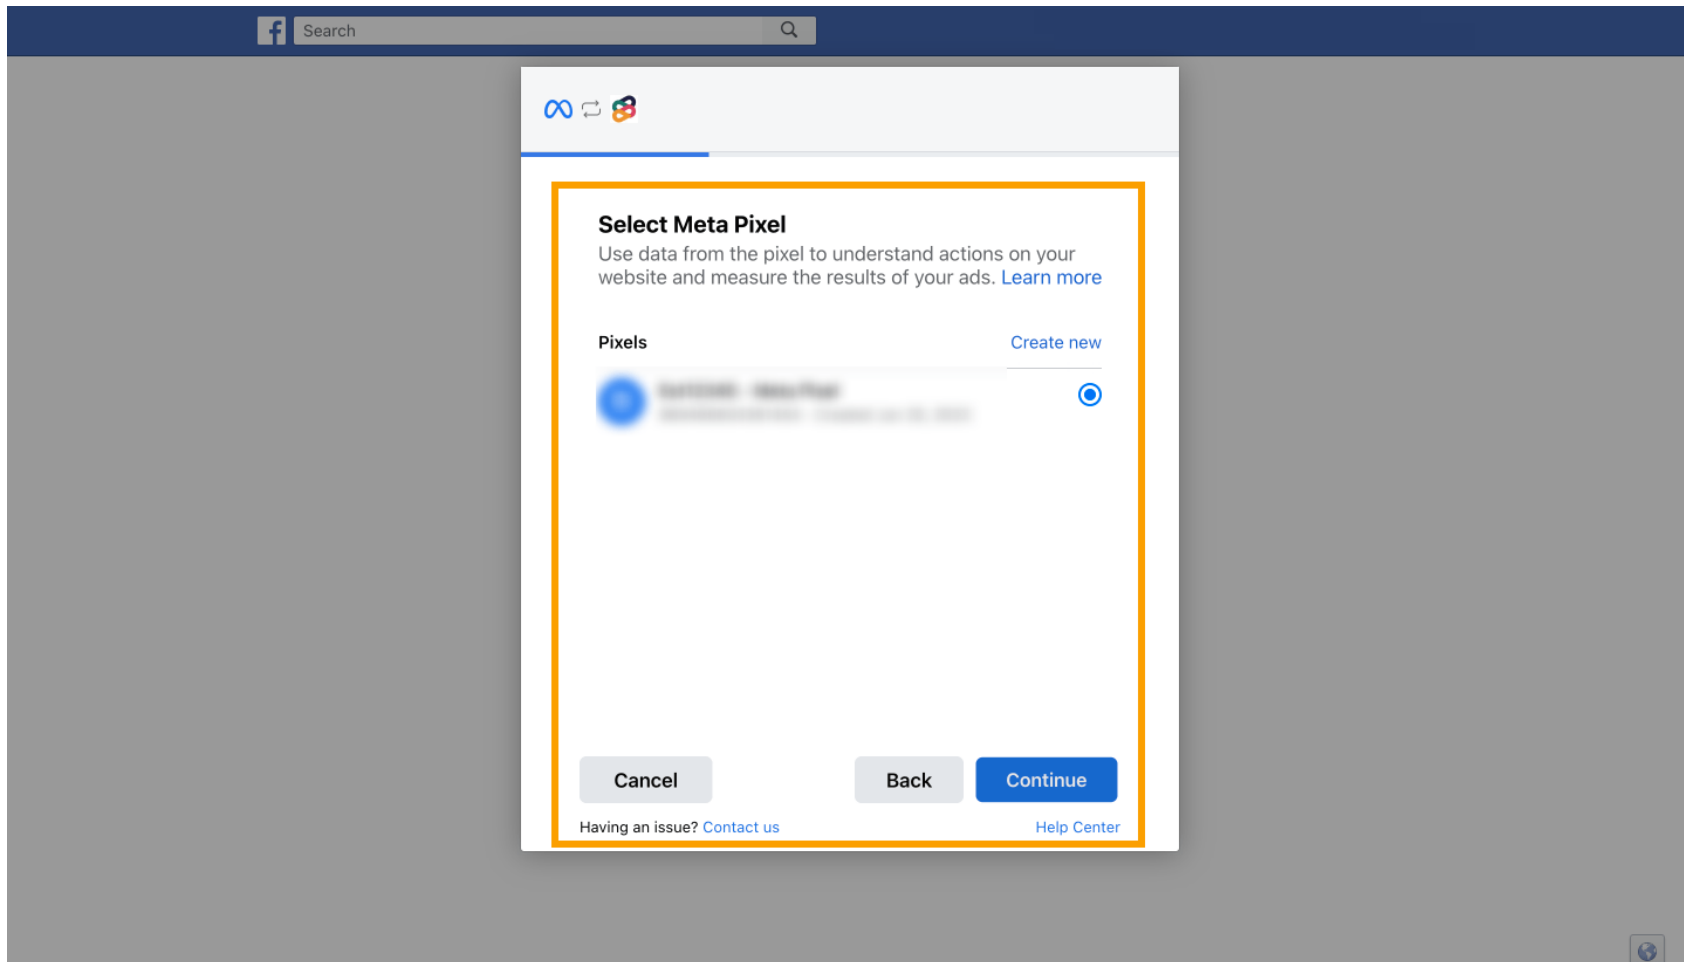 Search
Select Meta Pixel
Use data from the pixel to understand actions on your
website and measure the results of your ads. Learn more
Pixels
Create new
Cancel
Back
Continue
Having an issue? Contact us
Help Center